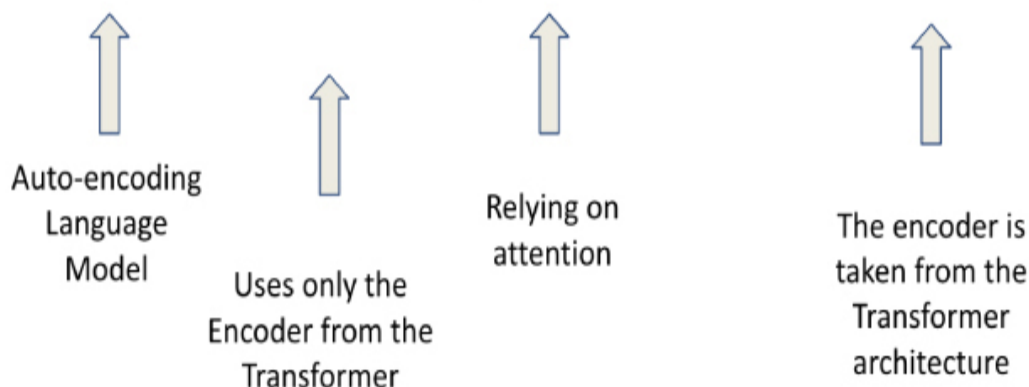 Auto-encoding
Language
Model
Uses only the
Encoder from the
Transformer
Relying on
attention
The encoder is
taken from the
Transformer
architecture